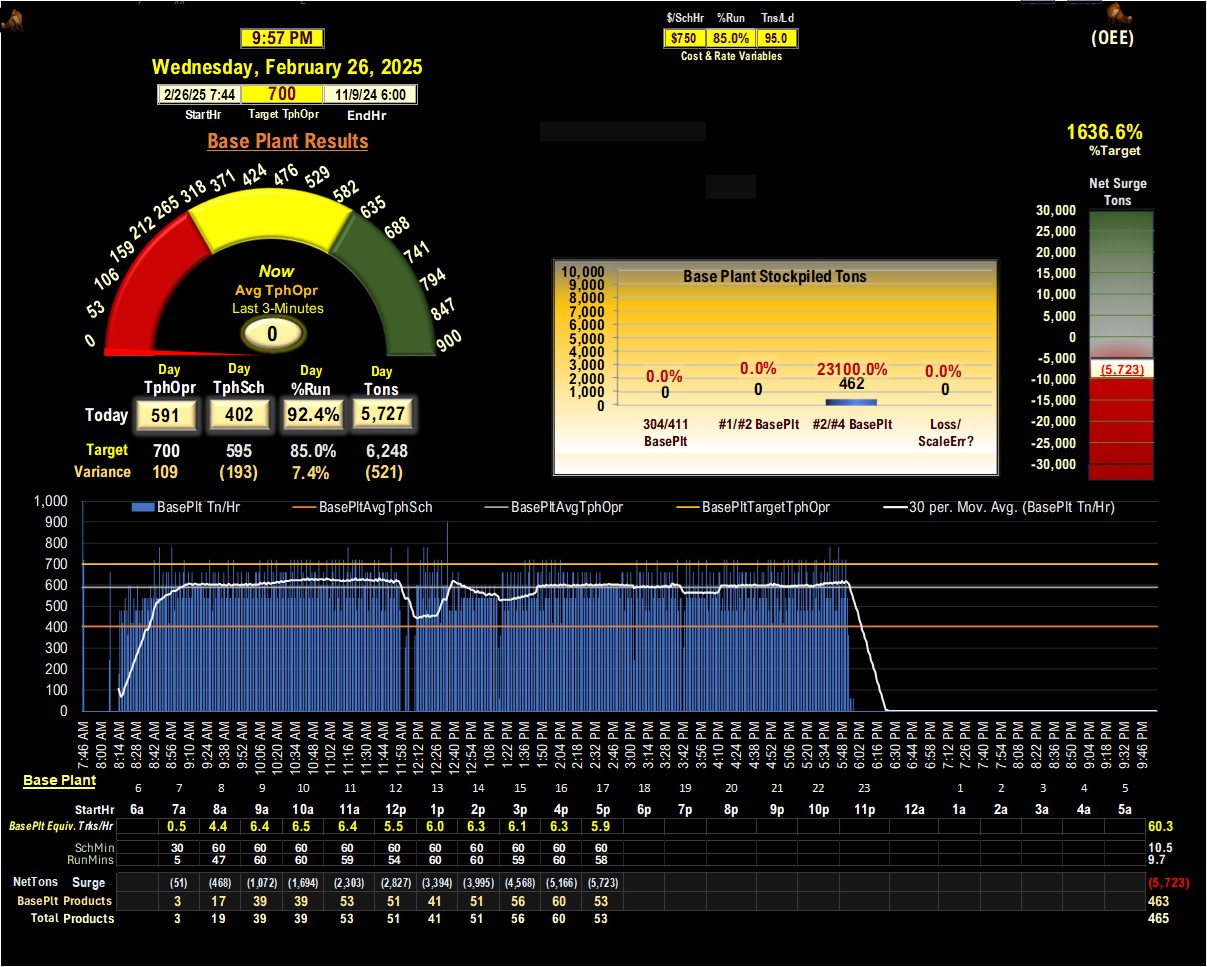 $/SchHr %Run Tns/Ld
9:57 PM
$750 85.0% 95.0
(OEE)
Cost & Rate Variables
Wednesday, February 26, 2025
2/26/25 7:44 700 11/9/24 6:00
StartHr Target TphOpr EndHr
Base Plant Results
1636.6%
%Target
Net Surge
Tons
0 53 106 159 212 265 318 371 424 476 529 582 635 688 741 794 847 900
Now
Avg TphOpr
Last 3-Minutes
0
Day Day Day Day
TphOpr TphSch %Run Tons
Today 591 402 92.4% 5,727
Target 700 595 85.0% 6,248
Variance 109 (193) 7.4% (521)
Base Plant Stockpiled Tons
10,000
9,000
8,000
7,000
6,000
5,000
4,000
3,000
2,000
1,000
0
0.0% 0.0% 23100.0% 0.0%
0 0 462 0
304/411 BasePlt
#1/#2 BasePlt
#2/#4 BasePlt
Loss/ ScaleErr?
30,000
25,000
20,000
15,000
10,000
5,000
0
-5,000
(5,723)
-10,000
-15,000
-20,000
-25,000
-30,000
BasePlt Tn/Hr BasePltAvgTphSch BasePltAvgTphOpr BasePltTargetTphOpr 30 per. Mov. Avg. (BasePlt Tn/Hr)
1,000
900
800
700
600
500
400
300
200
100
0
7:46 AM 8:00 AM 8:14 AM 8:28 AM 8:42 AM 8:56 AM 9:10 AM 9:24 AM 9:38 AM 9:52 AM 10:06 AM 10:20 AM 10:34 AM 10:48 AM 11:02 AM 11:16 AM 11:30 AM 11:44 AM 11:58 AM 12:12 PM 12:26 PM 12:40 PM 12:54 PM 1:08 PM 1:22 PM 1:36 PM 1:50 PM 2:04 PM 2:18 PM 2:32 PM 2:46 PM 3:00 PM 3:14 PM 3:28 PM 3:42 PM 3:56 PM 4:10 PM 4:24 PM 4:38 PM 4:52 PM 5:06 PM 5:20 PM 5:34 PM 5:48 PM 6:02 PM 6:16 PM 6:30 PM 6:44 PM 6:58 PM 7:12 PM 7:26 PM 7:40 PM 7:54 PM 8:08 PM 8:22 PM 8:36 PM 8:50 PM 9:04 PM 9:18 PM 9:32 PM 9:46 PM
Base Plant
6 7 8 9 10 11 12 13 14 15 16 17 18 19 20 21 22 23 1 2 3 4 5
StartHr 6a 7a 8a 9a 10a 11a 12p 1p 2p 3p 4p 5p 6p 7p 8p 9p 10p 11p 12a 1a 2a 3a 4a 5a
BasePlt Equiv. Trks/Hr 0.5 4.4 6.4 6.5 6.4 5.5 6.0 6.3 6.1 6.3 5.9 60.3
SchMin 30 60 60 60 60 60 60 60 60 60 60 10.5
RunMins 5 47 60 60 59 54 60 60 59 60 58 9.7
NetTons Surge (51) (468) (1,072) (1,694) (2,303) (2,827) (3,394) (3,995) (4,568) (5,166) (5,723) (5,723)
BasePlt Products 3 17 39 39 53 51 41 51 56 60 53 463
Total Products 3 19 39 39 53 51 41 51 56 60 53 465